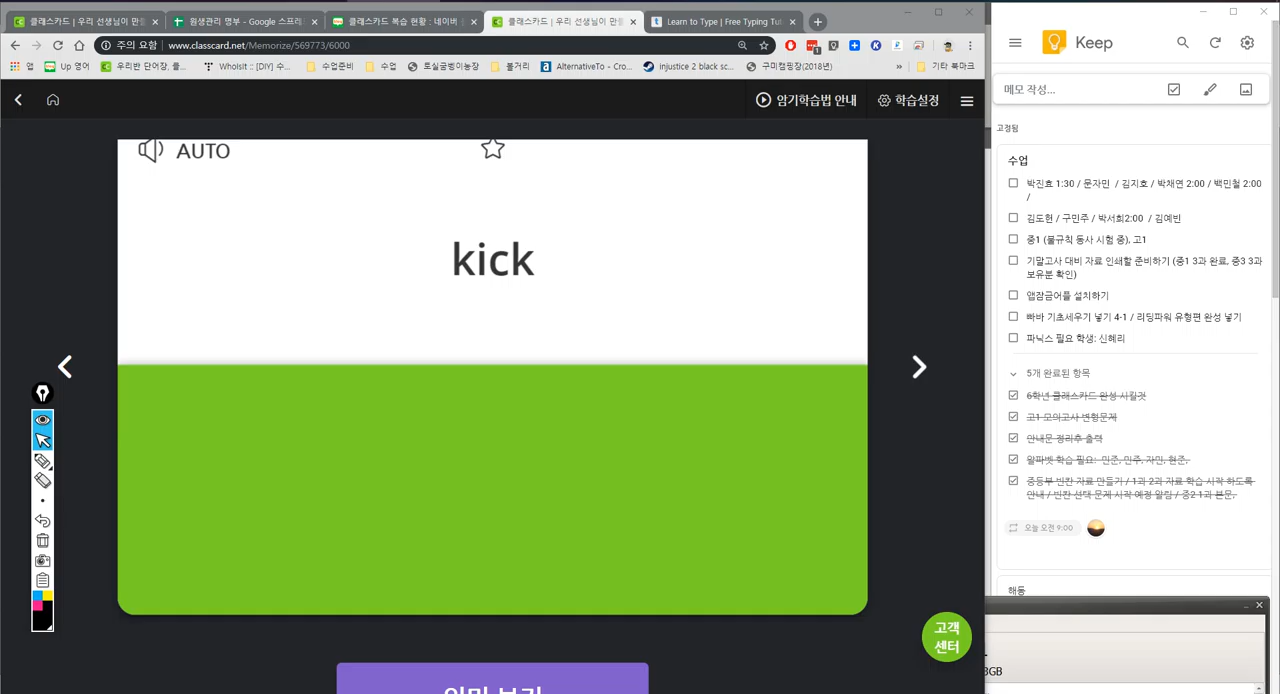 클래스카드 | 우리 선생님이 만든
원생관리 명부 - Google 스프레
클래스카드 복습 현황 : 네이버
클래스카드 | 우리 선생님이 만들
Learn to Type | Free Typing Tut
주의 요함 | www.classcard.net/Memorize/569773/6000
앱
Up 영어
우리반 단어장, 클...
WhoisIt :: [DIY] 수...
수업준비
수업
토실굼벵이농장
볼거리
AlternativeTo - Cro...
injustice 2 black sc...
구미캠핑장(2018년)
»
기타 북마크
암기학습법 안내
학습설정
AUTO
kick
고객
센터
Keep
메모 작성...
고정됨
수업
박진효 1:30 / 문자민 / 김지호 / 박채연 2:00 / 백민철 2:00
/
김도현 / 구민주 / 박서희2:00 / 김예빈
중1 (불규칙 동사 시험 중), 고1
기말고사 대비 자료 인쇄할 준비하기 (중1 3과 완료, 중3 3과
보유분 확인)
앱잠금어플 설치하기
빠바 기초세우기 넣기 4-1 / 리딩파워 유형편 완성 넣기
파닉스 필요 학생: 신혜리
5개 완료된 항목
6학년 클래스카드 완성 시킬것
고1 모의고사 변형문제
안내문 정리후 출력
알파벳 학습 필요: 민준, 민주, 자민, 현준,
중등부 빈칸 자료 만들기 / 1과 2과 자료 학습 시작 하도록
안내 / 빈칸 선택 문제 시작 예정 알림 / 중2 1과 본문,
오늘 오전 9:00
해동